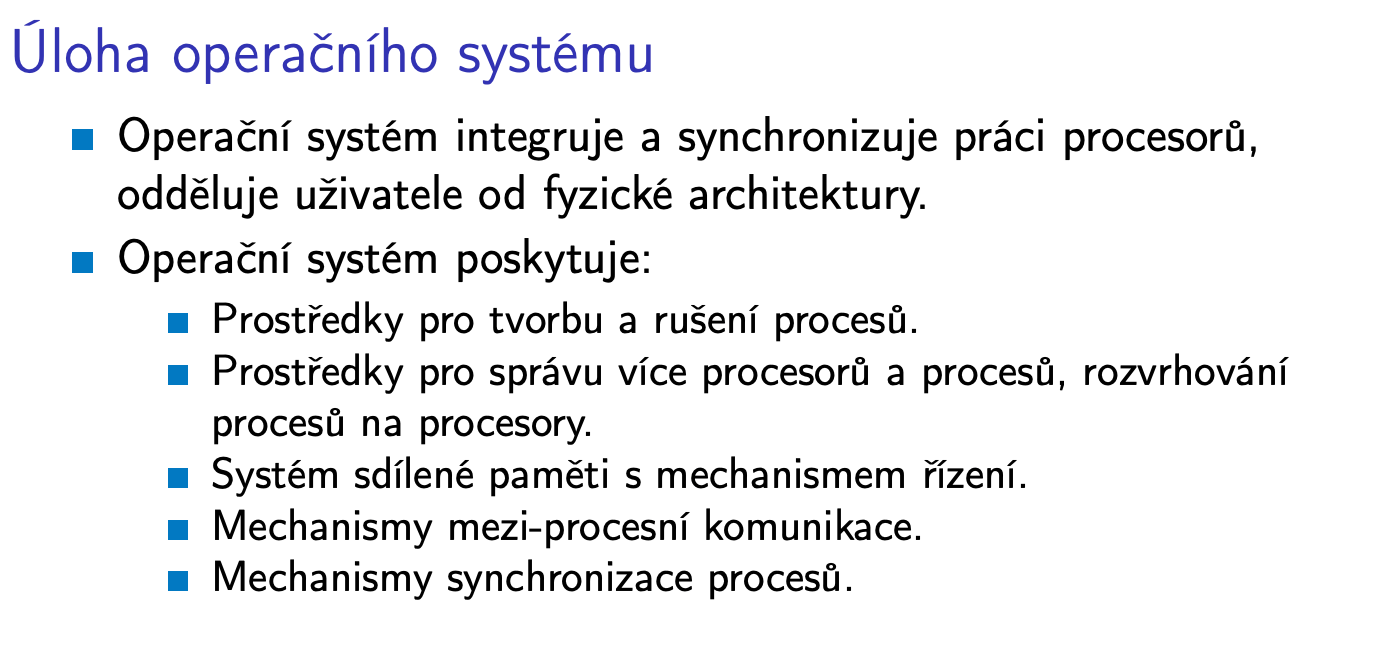 Úloha operačního systému
Operační systém integruje a synchronizuje práci procesorů,
odděluje uživatele od fyzické architektury.
Operační systém poskytuje:
Prostředky pro tvorbu a rušení procesů.
Prostředky pro správu více procesorů a procesů, rozvrhování
procesů na procesory.
Systém sdílené paměti s mechanismem řízení.
Mechanismy mezi-procesní komunikace.
Mechanismy synchronizace procesů.